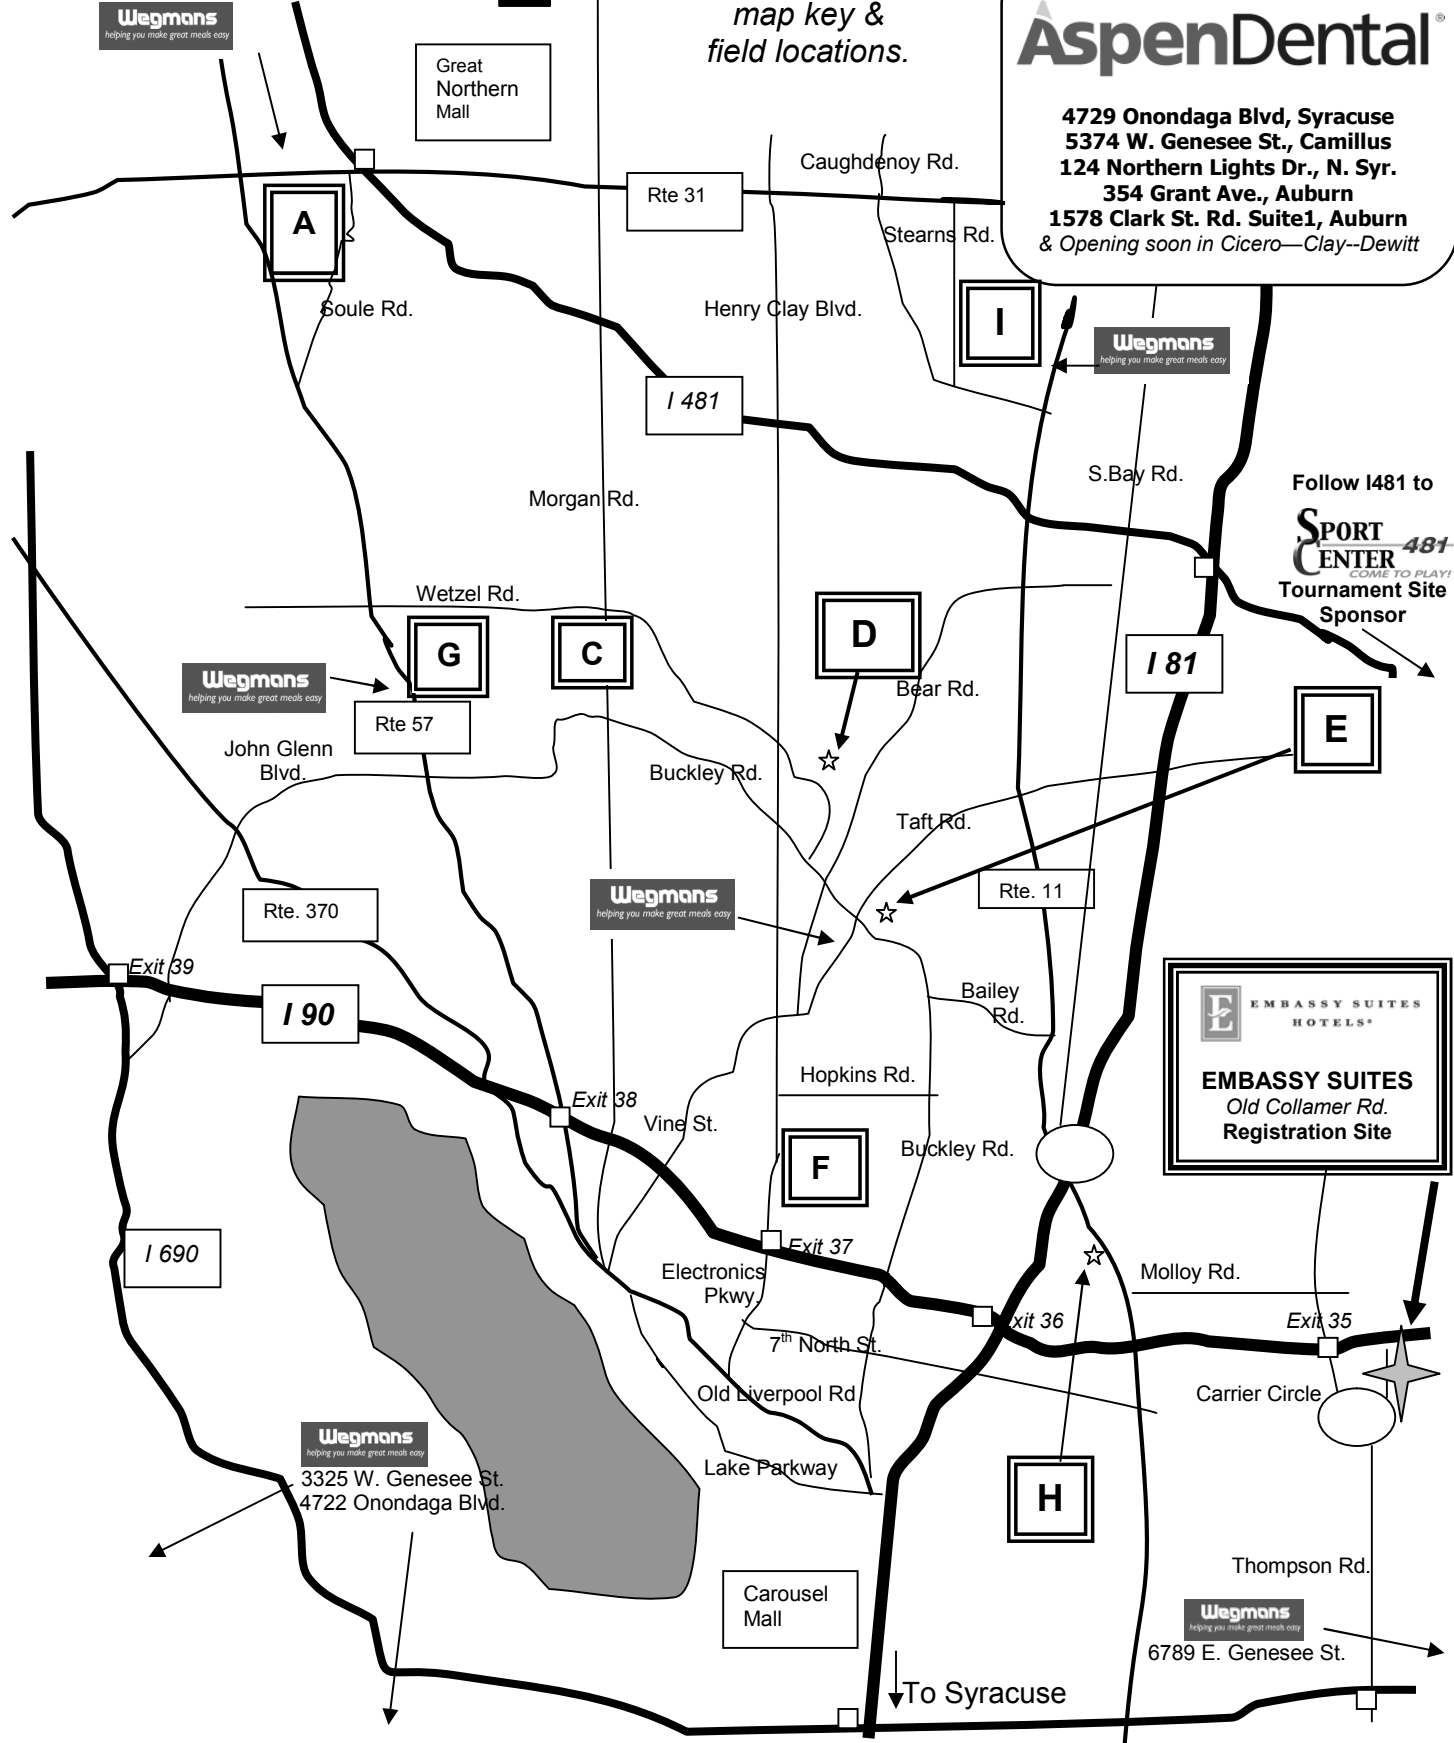 Wegmans
helping you make great meals easy
map key &
field locations.
AspenDental®
4729 Onondaga Blvd, Syracuse
5374 W. Genesee St., Camillus
124 Northern Lights Dr., N. Syr.
354 Grant Ave., Auburn
1578 Clark St. Rd. Suite1, Auburn
& Opening soon in Cicero—Clay--Dewitt
Great
Northern
Mall
Caughdenoy Rd.
Rte 31
A
Stearns Rd.
Soule Rd.
Henry Clay Blvd.
I
Wegmans
helping you make great meals easy
I 481
S.Bay Rd.
Morgan Rd.
Follow I481 to
SPORT
CENTER 481
COME TO PLAY!
Tournament Site
Sponsor
Wetzel Rd.
G
C
D
I 81
Wegmans
helping you make great meals easy
Bear Rd.
Rte 57
E
John Glenn
Blvd.
Buckley Rd.
Taft Rd.
Wegmans
helping you make great meals easy
Rte. 11
Rte. 370
Exit 39
I 90
Bailey
Rd.
E
EMBASSY SUITES
HOTELS®
EMBASSY SUITES
Old Collamer Rd.
Registration Site
Hopkins Rd.
Exit 38
Vine St.
Buckley Rd.
F
I 690
Exit 37
Electronics
Pkwy.
Molloy Rd.
Exit 36
Exit 35
7th North St.
Old Liverpool Rd
Carrier Circle
Wegmans
helping you make great meals easy
3325 W. Genesee St.
4722 Onondaga Blvd.
Lake Parkway
H
Thompson Rd.
Carousel
Mall
Wegmans
helping you make great meals easy
6789 E. Genesee St.
To Syracuse